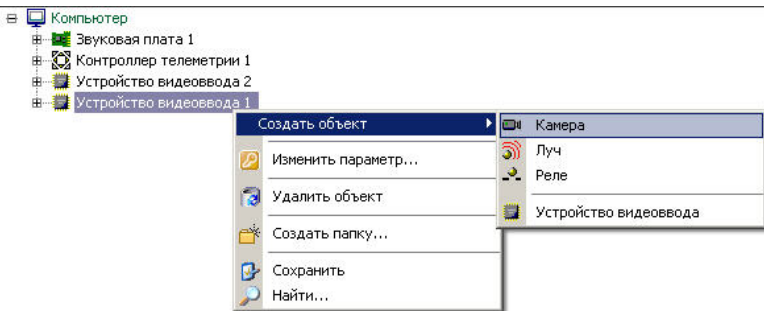 Компьютер
Звуковая плата 1
Контроллер телеметрии 1
Устройство видеоввода 2
Устройство видеоввода 1
Создать объект
Изменить параметр...
Удалить объект
Создать папку...
Сохранить
Найти...
Камера
Луч
Реле
Устройство видеоввода